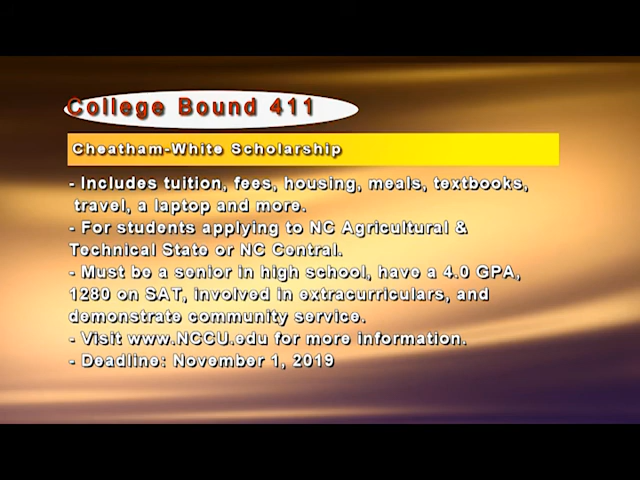 College Bound 411
Cheatham-White Scholarship
- Includes tuition, fees, housing, meals, textbooks,
travel, a laptop and more.
- For students applying to NC Agricultural &
Technical State or NC Central.
- Must be a senior in high school, have a 4.0 GPA,
1280 on SAT, involved in extracurriculars, and
demonstrate community service.
- Visit www.NCCU.edu for more information.
- Deadline: November 1, 2019